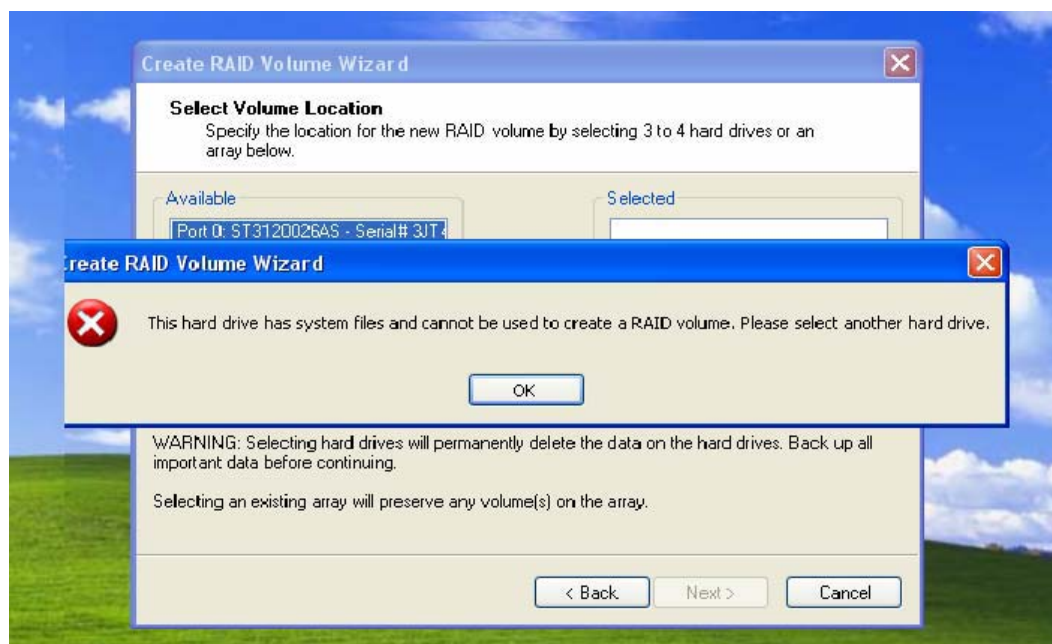 Create RAID Volume Wizard
Select Volume Location
Specify the location for the new RAID volume by selecting 3 to 4 hard drives or an
array below.
Available
Selected
Port 0: ST3120026AS - Serial# 3JT4
Create RAID Volume Wizard
This hard drive has system files and cannot be used to create a RAID volume. Please select another hard drive.
OK
WARNING: Selecting hard drives will permanently delete the data on the hard drives. Back up all
important data before continuing.
Selecting an existing array will preserve any volume(s) on the array.
< Back
Next >
Cancel